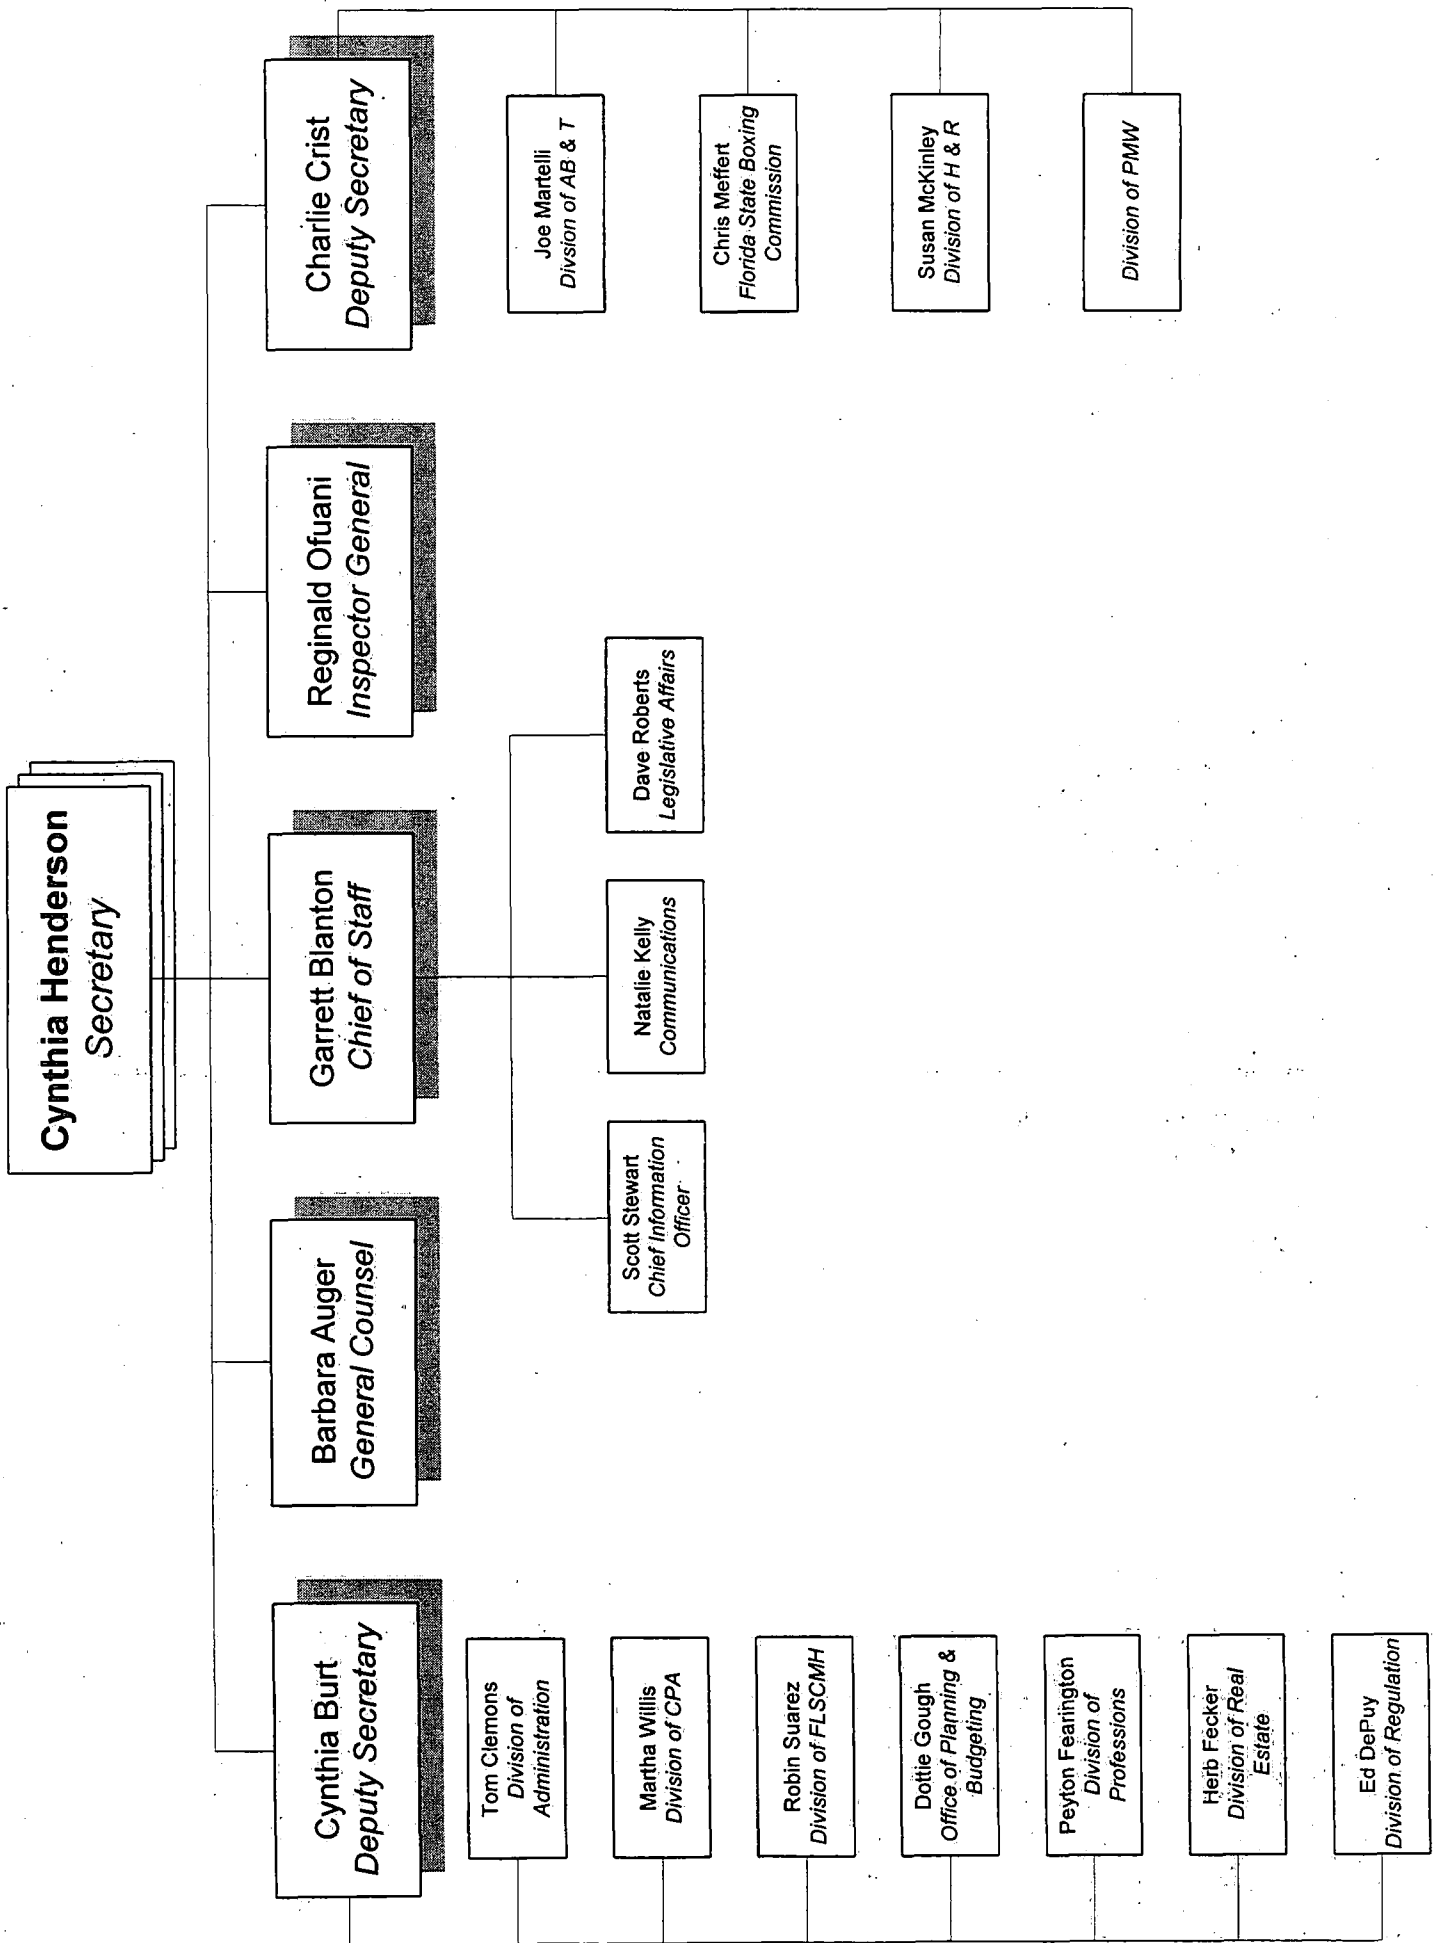 Cynthia Henderson
Secretary
Cynthia Burt
Deputy Secretary
Barbara Auger
General Counsel
Garrett Blanton
Chief of Staff
Reginald Ofuani
Inspector General
Charlie Crist
Deputy Secretary
Tom Clemons
Division of
Administration
Martha Willis
Division of CPA
Robin Suarez
Division of FLSCMH
Dottie Gough
Office of Planning &
Budgeting
Peyton Fearington
Division of
Professions
Herb Fecker
Division of Real
Estate
Ed DePuy
Division of Regulation
Scott Stewart
Chief Information
Officer
Natalie Kelly
Communications
Dave Roberts
Legislative Affairs
Joe Martelli
Divsion of AB & T
Chris Meffert
Florida State Boxing
Commission
Susan McKinley
Division of H & R
Division of PMW